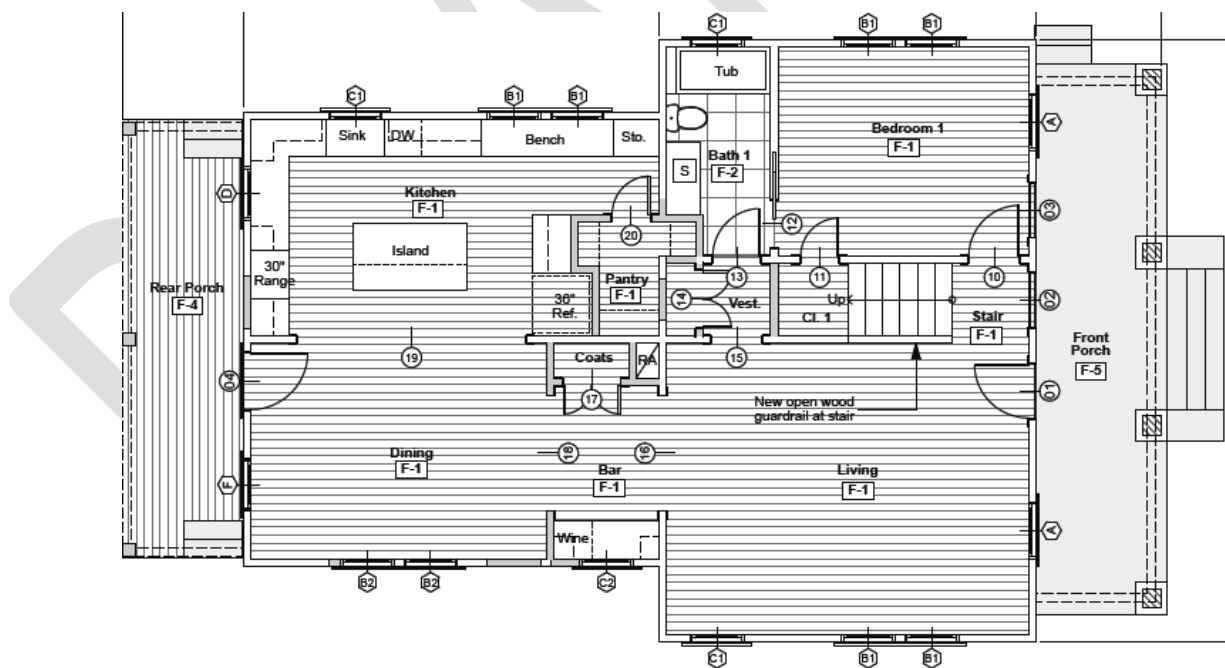 C1
B1
B1
Tub
C1
B1
B1
A
Sink
DW
Bench
Sto.
Bedroom 1
F-1
Bath 1
F-2
S
D
Kitchen
F-1
03
12
20
Island
11
10
13
30"
Range
Rear Porch
F-4
Pantry
F-1
14
Vest.
Up
Cl. 1
02
36"
Ref.
Stair
F-1
19
15
Front
Porch
F-5
Coats
RA
04
17
01
New open wood
guardrail at stair
Dining
F-1
18
Bar
F-1
16
Living
F-1
F
Wine
A
B2
B2
C2
C1
B1
B1